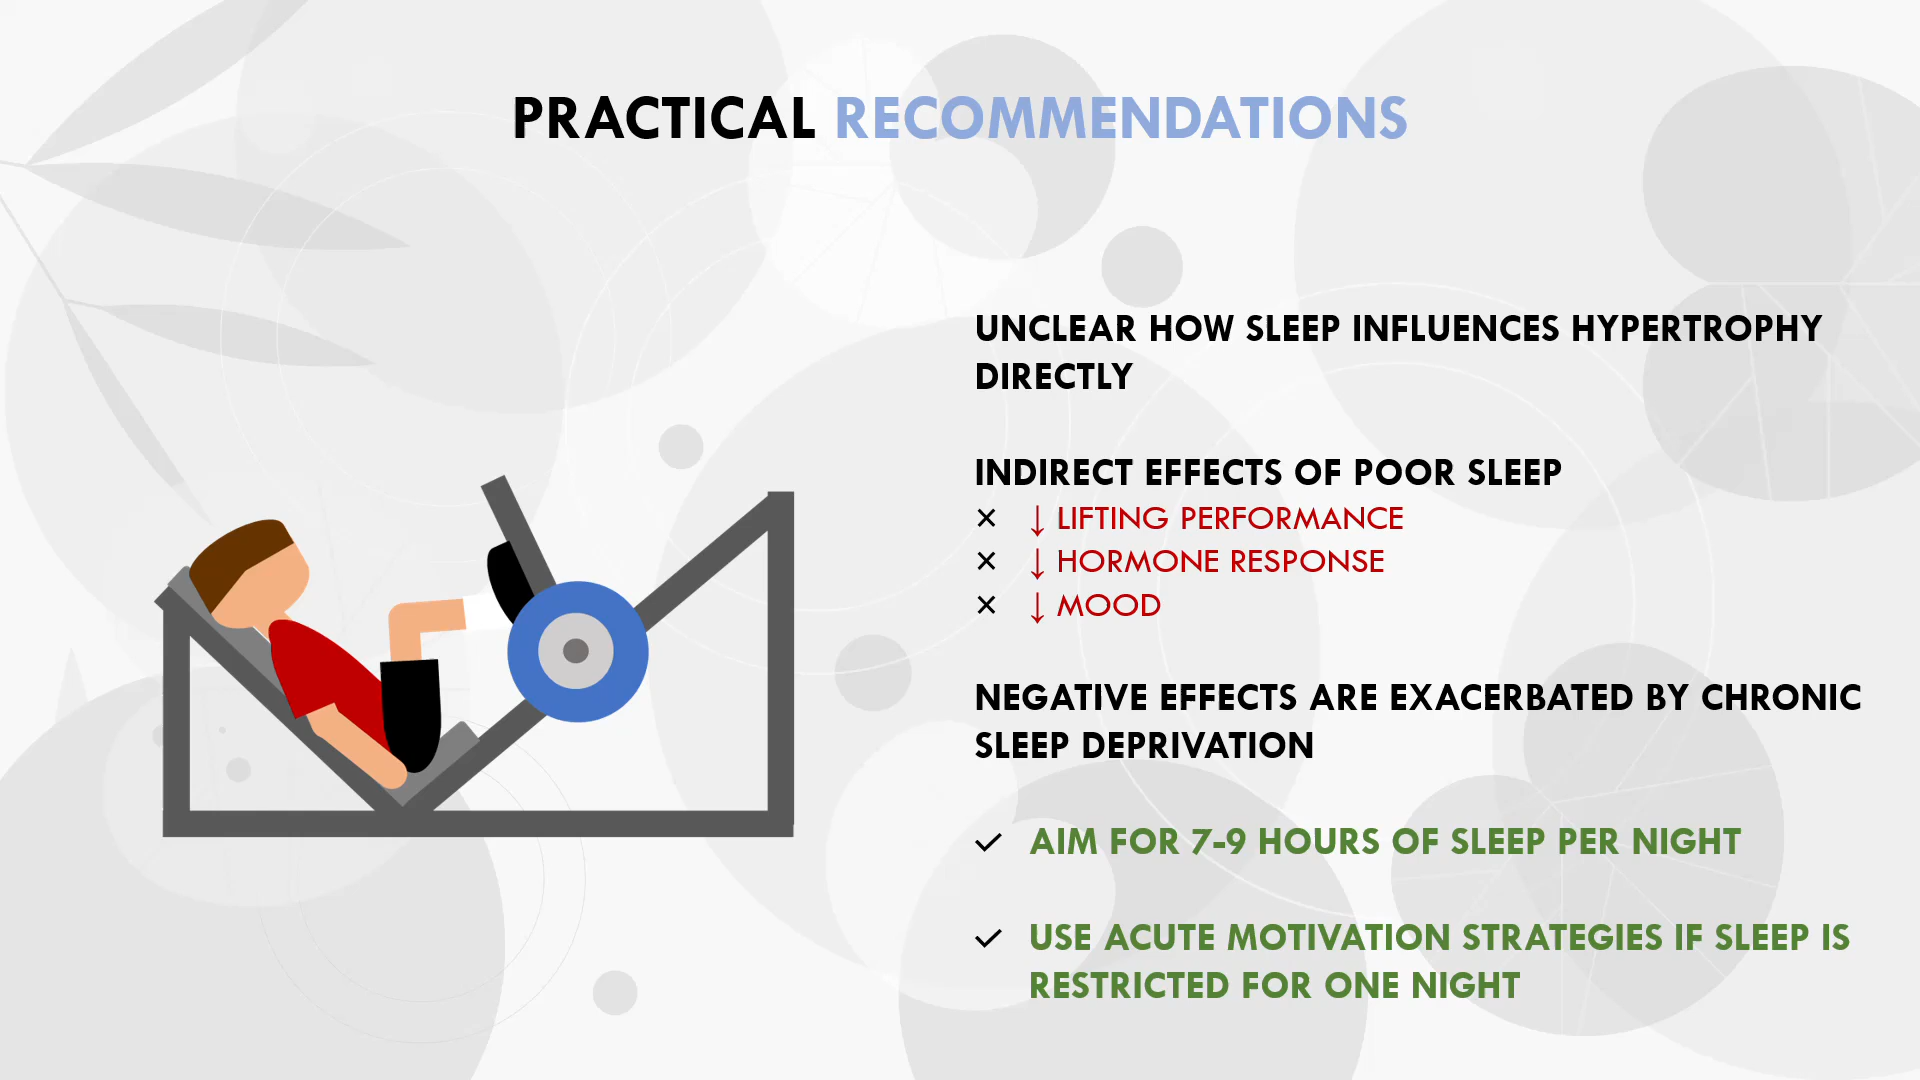 PRACTICAL RECOMMENDATIONS
UNCLEAR HOW SLEEP INFLUENCES HYPERTROPHY
DIRECTLY
INDIRECT EFFECTS OF POOR SLEEP
× ↓ LIFTING PERFORMANCE
× ↓ HORMONE RESPONSE
× ↓ MOOD
NEGATIVE EFFECTS ARE EXACERBATED BY CHRONIC
SLEEP DEPRIVATION
✓ AIM FOR 7-9 HOURS OF SLEEP PER NIGHT
✓ USE ACUTE MOTIVATION STRATEGIES IF SLEEP IS
RESTRICTED FOR ONE NIGHT